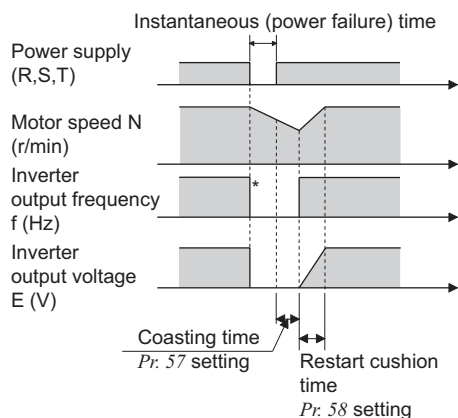 Instantaneous (power failure) time
Power supply
(R,S,T)
Motor speed N
(r/min)
Inverter
output frequency
f (Hz)
*
Inverter
output voltage
E (V)
Coasting time
Pr. 57 setting
Restart cushion
time
Pr. 58 setting